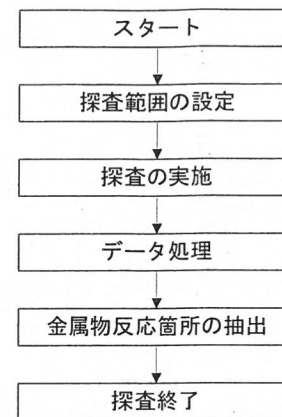 スタート
探査範囲の設定
探査の実施
データ処理
金属物反応箇所の抽出
探査終了